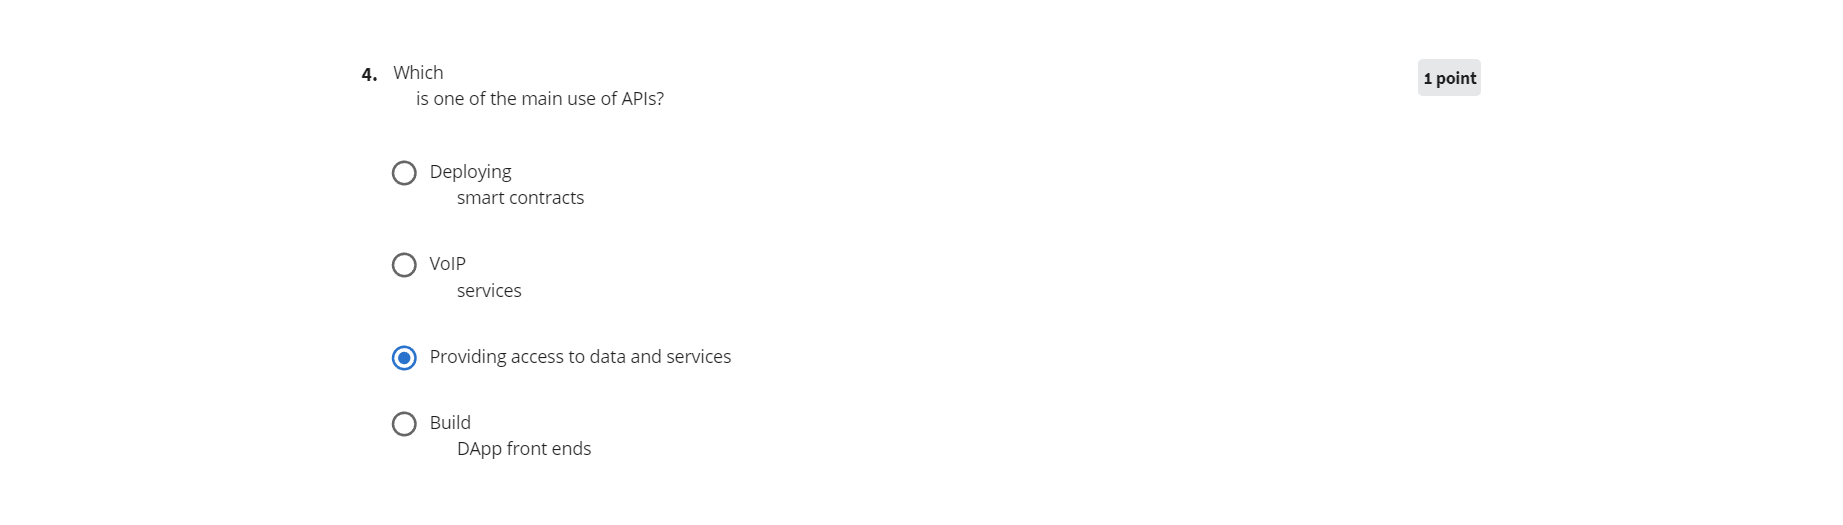 4. Which
is one of the main use of APIs?
1 point
Deploying
smart contracts
VoIP
services
Providing access to data and services
Build
DApp front ends